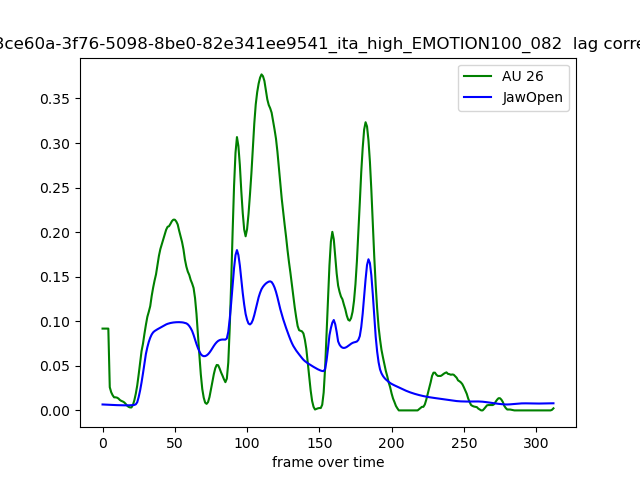 3ce60a-3f76-5098-8be0-82e341ee9541_ita_high_EMOTION100_082 lag corre
AU 26
JawOpen
0.35
0.30
0.25
0.20
0.15
0.10
0.05
0.00
0 50 100 150 200 250 300
frame over time